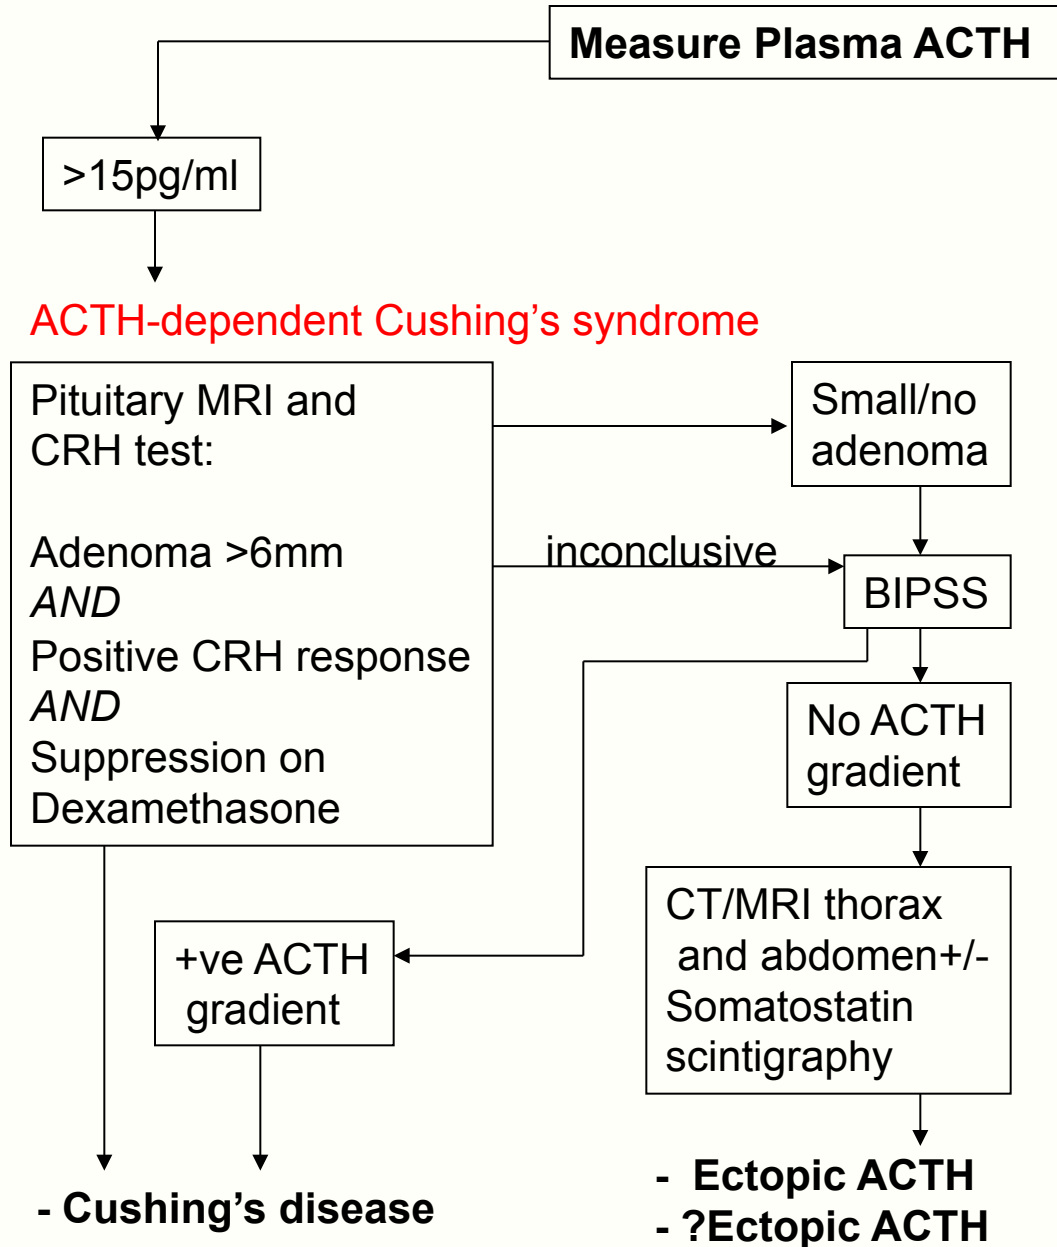 Measure Plasma ACTH
>15pg/ml
ACTH-dependent Cushing's syndrome
Pituitary MRI and
CRH test:
Adenoma >6mm
AND
Positive CRH response
AND
Suppression on
Dexamethasone
Small/no
adenoma
inconclusive
BIPSS
No ACTH
gradient
+ve ACTH
gradient
CT/MRI thorax
and abdomen+/-
Somatostatin
scintigraphy
- Cushing's disease
- Ectopic ACTH
- ?Ectopic ACTH